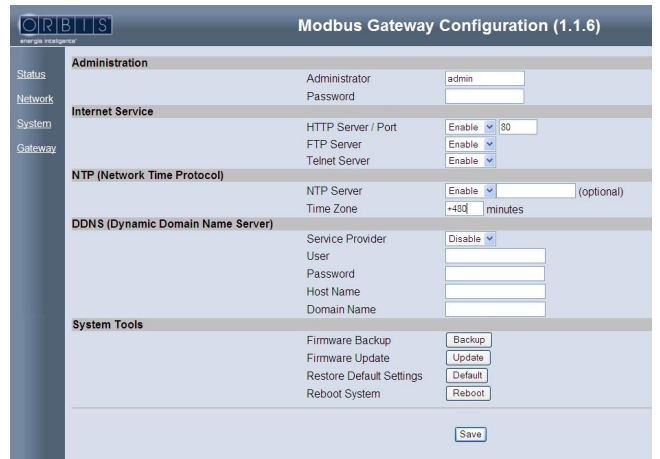 ORBIS
energía inteligente
Modbus Gateway Configuration (1.1.6)
Status
Network
System
Gateway
Administration
Administrator admin
Password
Internet Service
HTTP Server / Port Enable 80
FTP Server Enable
Telnet Server Enable
NTP (Network Time Protocol)
NTP Server Enable (optional)
Time Zone +480 minutes
DDNS (Dynamic Domain Name Server)
Service Provider Disable
User
Password
Host Name
Domain Name
System Tools
Firmware Backup Backup
Firmware Update Update
Restore Default Settings Default
Reboot System Reboot
Save